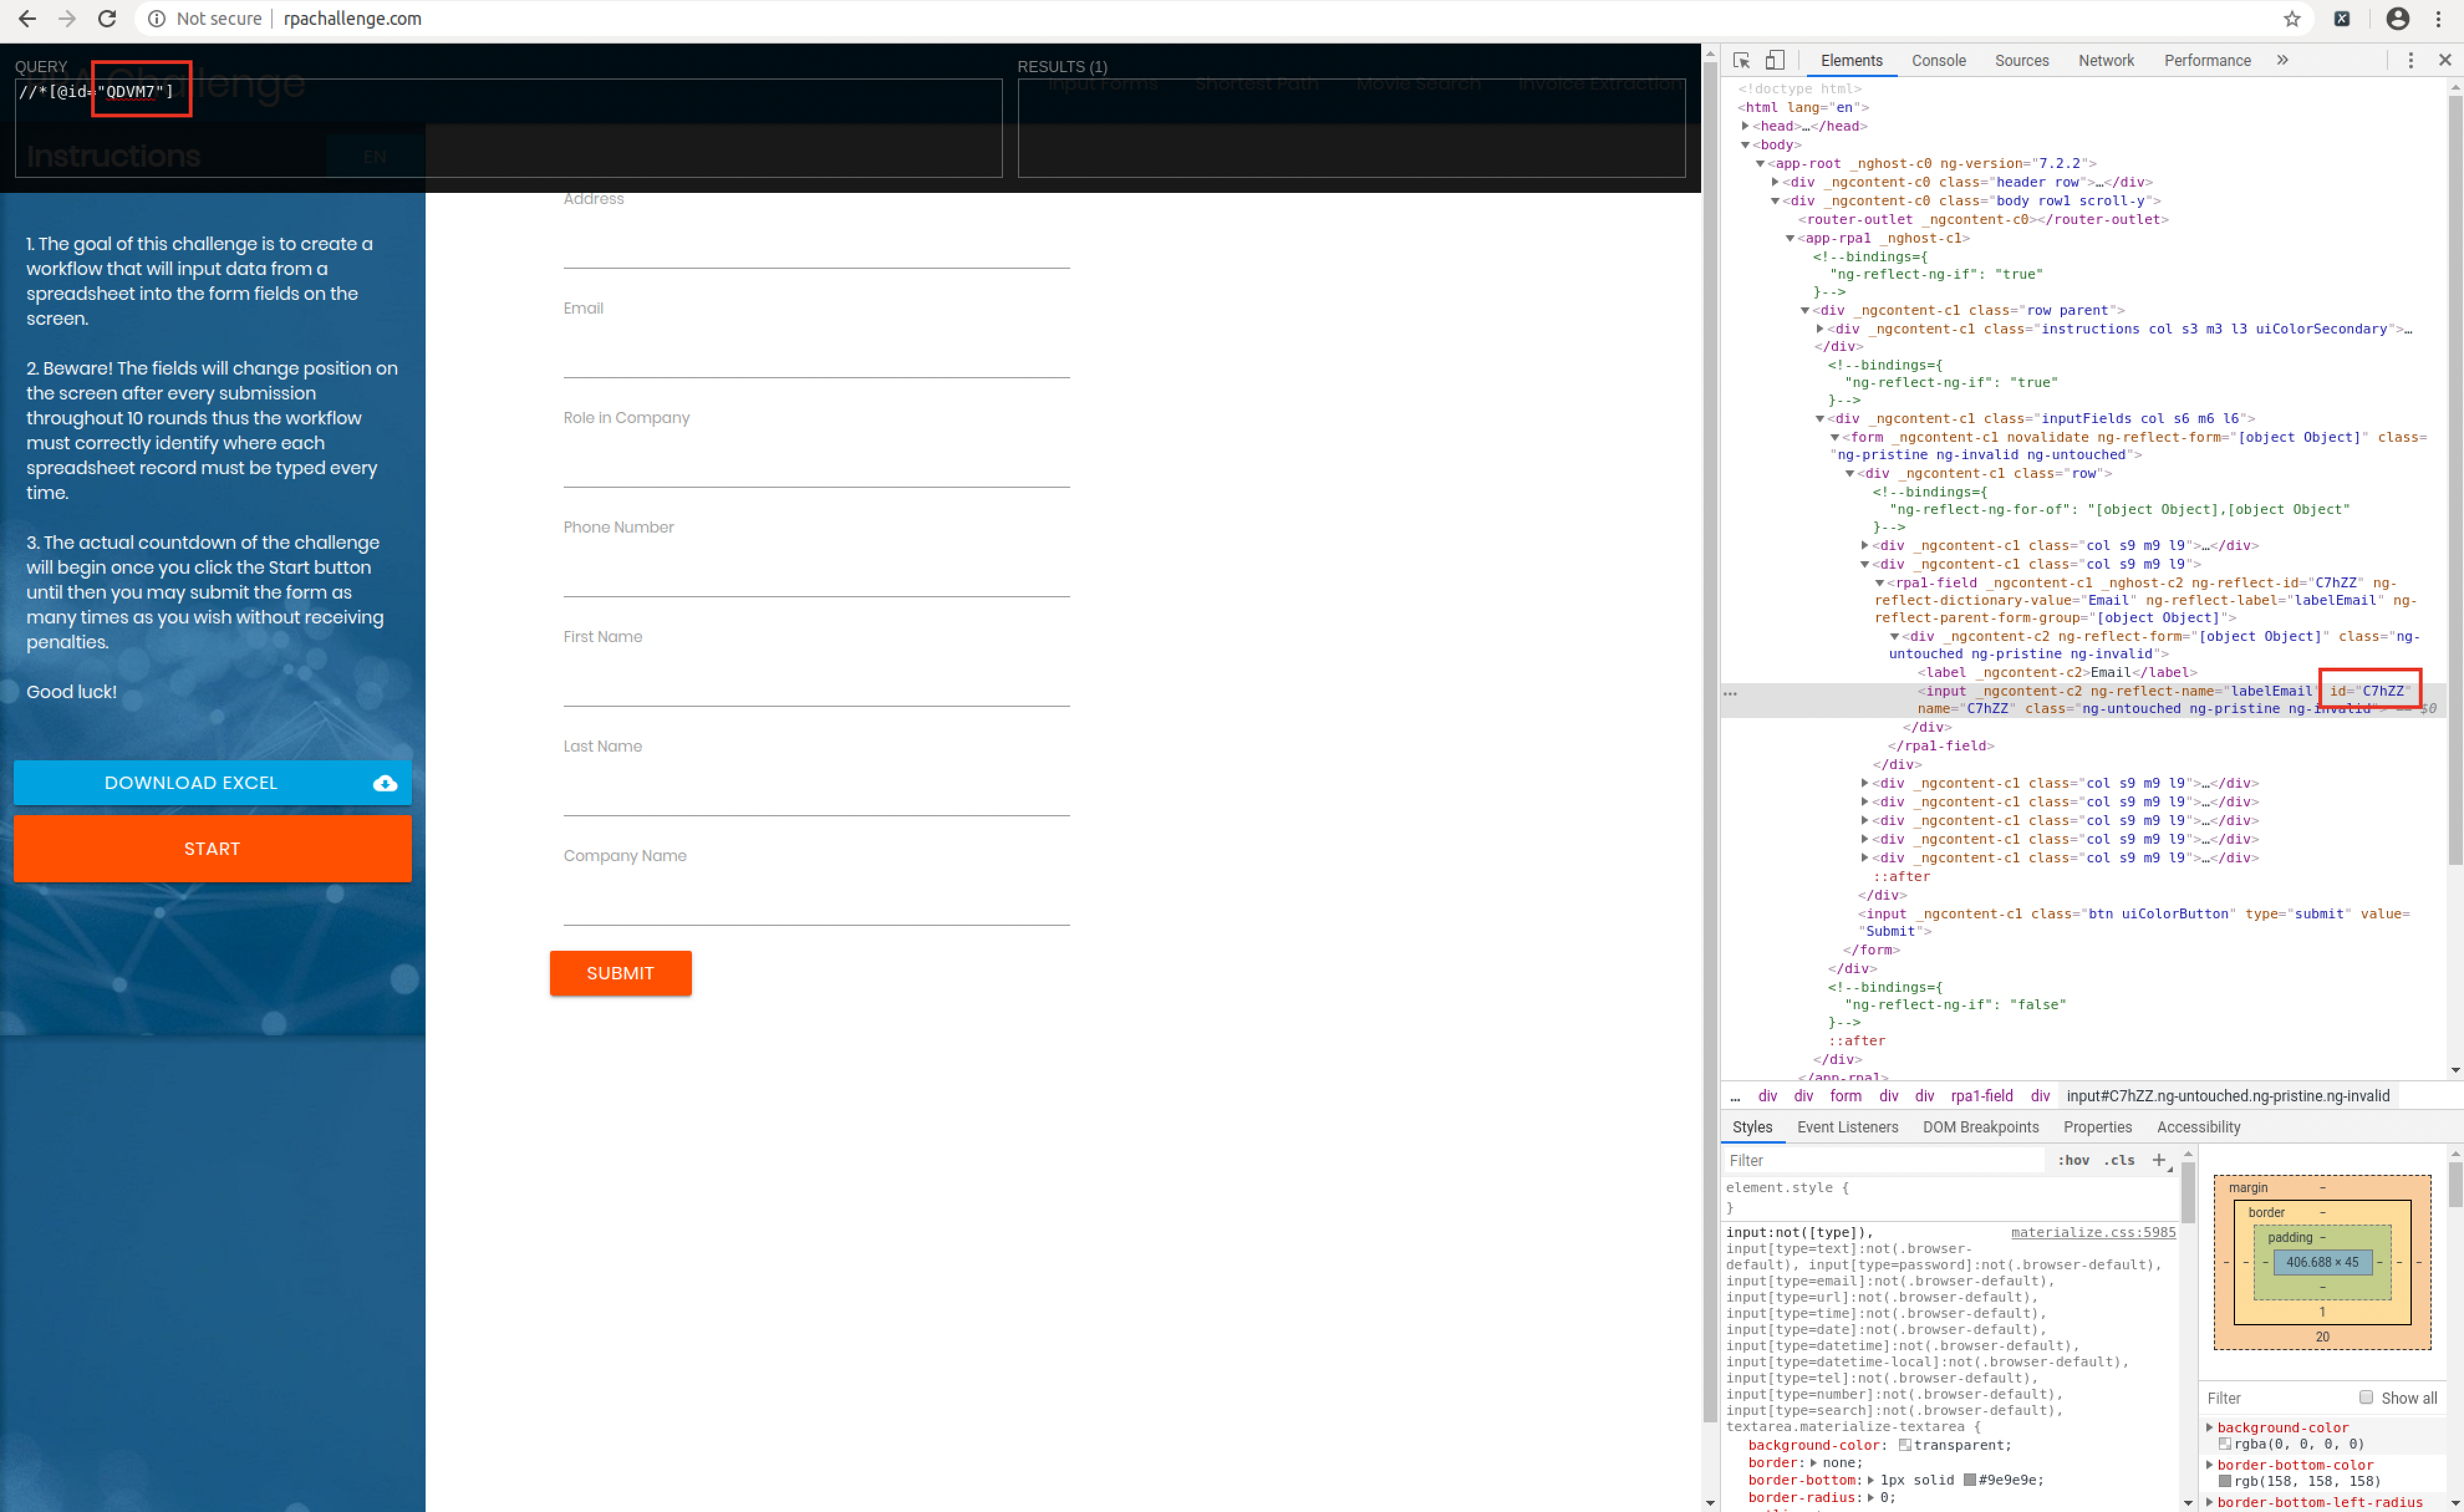 Not secure | rpachallenge.com
QUERY
RPA Challenge
//*[@id="QDVM7"]
RESULTS (1)
Input Forms Shortest Path Movie Search Invoice Extraction
Instructions
EN
1. The goal of this challenge is to create a
workflow that will input data from a
spreadsheet into the form fields on the
screen.
2. Beware! The fields will change position on
the screen after every submission
throughout 10 rounds thus the workflow
must correctly identify where each
spreadsheet record must be typed every
time.
3. The actual countdown of the challenge
will begin once you click the Start button
until then you may submit the form as
many times as you wish without receiving
penalties.
Good luck!
DOWNLOAD EXCEL
START
Address
Email
Role in Company
Phone Number
First Name
Last Name
Company Name
SUBMIT
Elements Console Sources Network Performance »
<!doctype html>
<html lang="en">
<head>…</head>
<body>
<app-root _nghost-c0 ng-version="7.2.2">
<div _ngcontent-c0 class="header row">…</div>
<div _ngcontent-c0 class="body row1 scroll-y">
<router-outlet _ngcontent-c0></router-outlet>
<app-rpa1 _nghost-c1>
<!--bindings={
"ng-reflect-ng-if": "true"
}-->
<div _ngcontent-c1 class="row parent">
<div _ngcontent-c1 class="instructions col s3 m3 l3 uiColorSecondary">…
</div>
<!--bindings={
"ng-reflect-ng-if": "true"
}-->
<div _ngcontent-c1 class="inputFields col s6 m6 l6">
<form _ngcontent-c1 novalidate ng-reflect-form="[object Object]" class=
"ng-pristine ng-invalid ng-untouched">
<div _ngcontent-c1 class="row">
<!--bindings={
"ng-reflect-ng-for-of": "[object Object],[object Object"
}-->
<div _ngcontent-c1 class="col s9 m9 l9">…</div>
<div _ngcontent-c1 class="col s9 m9 l9">
<rpa1-field _ngcontent-c1 _nghost-c2 ng-reflect-id="C7hZZ" ng-
reflect-dictionary-value="Email" ng-reflect-label="labelEmail" ng-
reflect-parent-form-group="[object Object]">
<div _ngcontent-c2 ng-reflect-form="[object Object]" class="ng-
untouched ng-pristine ng-invalid">
<label _ngcontent-c2>Email</label>
… <input _ngcontent-c2 ng-reflect-name="labelEmail" id="C7hZZ"
name="C7hZZ" class="ng-untouched ng-pristine ng-invalid"> == $0
</div>
</rpa1-field>
</div>
<div _ngcontent-c1 class="col s9 m9 l9">…</div>
<div _ngcontent-c1 class="col s9 m9 l9">…</div>
<div _ngcontent-c1 class="col s9 m9 l9">…</div>
<div _ngcontent-c1 class="col s9 m9 l9">…</div>
<div _ngcontent-c1 class="col s9 m9 l9">…</div>
::after
</div>
<input _ngcontent-c1 class="btn uiColorButton" type="submit" value=
"Submit">
</form>
</div>
<!--bindings={
"ng-reflect-ng-if": "false"
}-->
::after
</div>
</app-rpa1>
… div div form div div rpa1-field div input#C7hZZ.ng-untouched.ng-pristine.ng-invalid
Styles Event Listeners DOM Breakpoints Properties Accessibility
Filter :hov .cls +
element.style {
}
input:not([type]), materialize.css:5985
input[type=text]:not(.browser-
default), input[type=password]:not(.browser-default),
input[type=email]:not(.browser-default),
input[type=url]:not(.browser-default),
input[type=time]:not(.browser-default),
input[type=date]:not(.browser-default),
input[type=datetime]:not(.browser-default),
input[type=datetime-local]:not(.browser-default),
input[type=tel]:not(.browser-default),
input[type=number]:not(.browser-default),
input[type=search]:not(.browser-default),
textarea.materialize-textarea {
background-color: transparent;
border: none;
border-bottom: 1px solid #9e9e9e;
border-radius: 0;
margin –
border –
padding –
– – – 406.688 × 45 – – –
–
1
20
Filter Show all
background-color
rgba(0, 0, 0, 0)
border-bottom-color
rgb(158, 158, 158)
border-bottom-left-radius